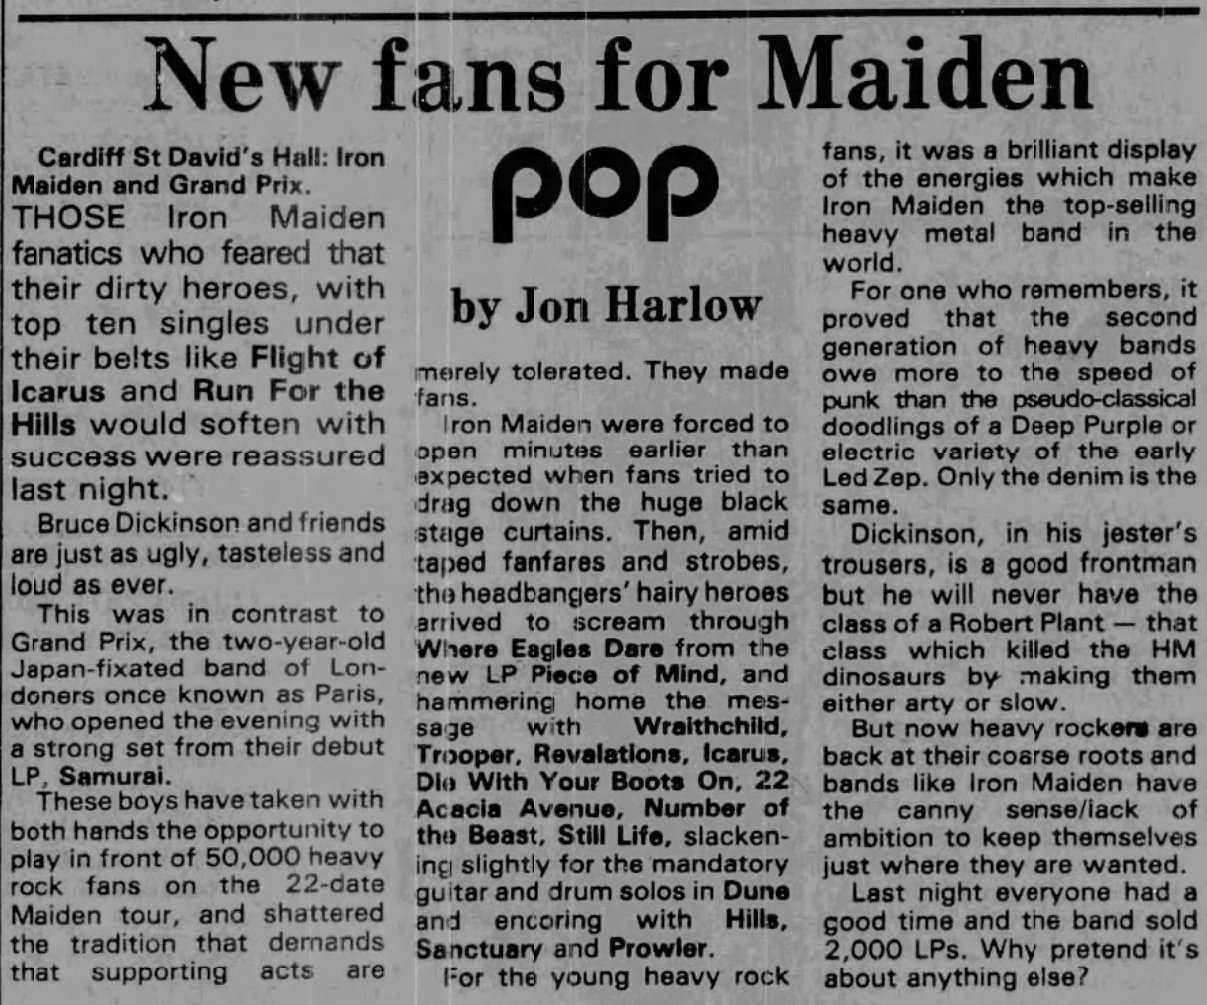 New fans for Maiden
Cardiff St David's Hall: Iron
Maiden and Grand Prix.
THOSE Iron Maiden
fanatics who feared that
their dirty heroes, with
top ten singles under
their belts like Flight of
Icarus and Run For the
Hills would soften with
success were reassured
last night.
Bruce Dickinson and friends
are just as ugly, tasteless and
loud as ever.
This was in contrast to
Grand Prix, the two-year-old
Japan-fixated band of Lon-
doners once known as Paris,
who opened the evening with
a strong set from their debut
LP, Samurai.
These boys have taken with
both hands the opportunity to
play in front of 50,000 heavy
rock fans on the 22-date
Maiden tour, and shattered
the tradition that demands
that supporting acts are
pop
by Jon Harlow
merely tolerated. They made
fans.
Iron Maiden were forced to
open minutes earlier than
expected when fans tried to
drag down the huge black
stage curtains. Then, amid
taped fanfares and strobes,
the headbangers' hairy heroes
arrived to scream through
Where Eagles Dare from the
new LP Piece of Mind, and
hammering home the mes-
sage with Wraithchild,
Trooper, Revalations, Icarus,
Die With Your Boots On, 22
Acacia Avenue, Number of
the Beast, Still Life, slacken-
ing slightly for the mandatory
guitar and drum solos in Dune
and encoring with Hills,
Sanctuary and Prowler.
For the young heavy rock
fans, it was a brilliant display
of the energies which make
Iron Maiden the top-selling
heavy metal band in the
world.
For one who remembers, it
proved that the second
generation of heavy bands
owe more to the speed of
punk than the pseudo-classical
doodlings of a Deep Purple or
electric variety of the early
Led Zep. Only the denim is the
same.
Dickinson, in his jester's
trousers, is a good frontman
but he will never have the
class of a Robert Plant — that
class which killed the HM
dinosaurs by making them
either arty or slow.
But now heavy rockers are
back at their coarse roots and
bands like Iron Maiden have
the canny sense/lack of
ambition to keep themselves
just where they are wanted.
Last night everyone had a
good time and the band sold
2,000 LPs. Why pretend it's
about anything else?